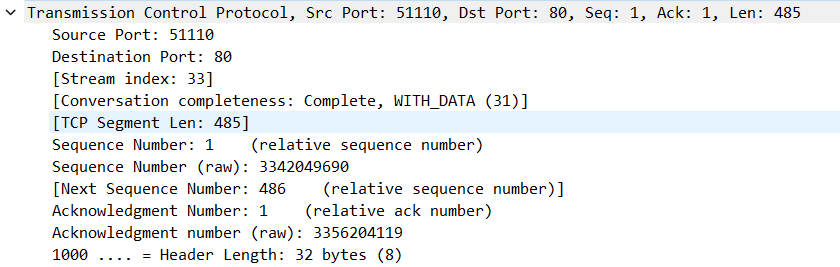 Transmission Control Protocol, Src Port: 51110, Dst Port: 80, Seq: 1, Ack: 1, Len: 485
Source Port: 51110
Destination Port: 80
[Stream index: 33]
[Conversation completeness: Complete, WITH_DATA (31)]
[TCP Segment Len: 485]
Sequence Number: 1    (relative sequence number)
Sequence Number (raw): 3342049690
[Next Sequence Number: 486    (relative sequence number)]
Acknowledgment Number: 1    (relative ack number)
Acknowledgment number (raw): 3356204119
1000 .... = Header Length: 32 bytes (8)